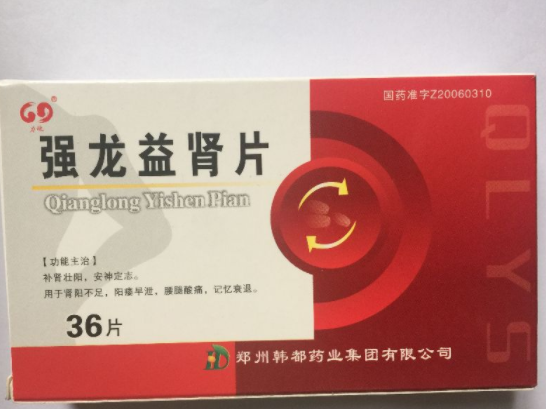 国药准字Z20060310
强龙益肾片
Qianglong Yishen Pian
【功能主治】
补肾壮阳，安神定志。
用于肾阳不足，阳痿早泄，腰腿酸痛，记忆衰退。
36片
郑州韩都药业集团有限公司
QLYS